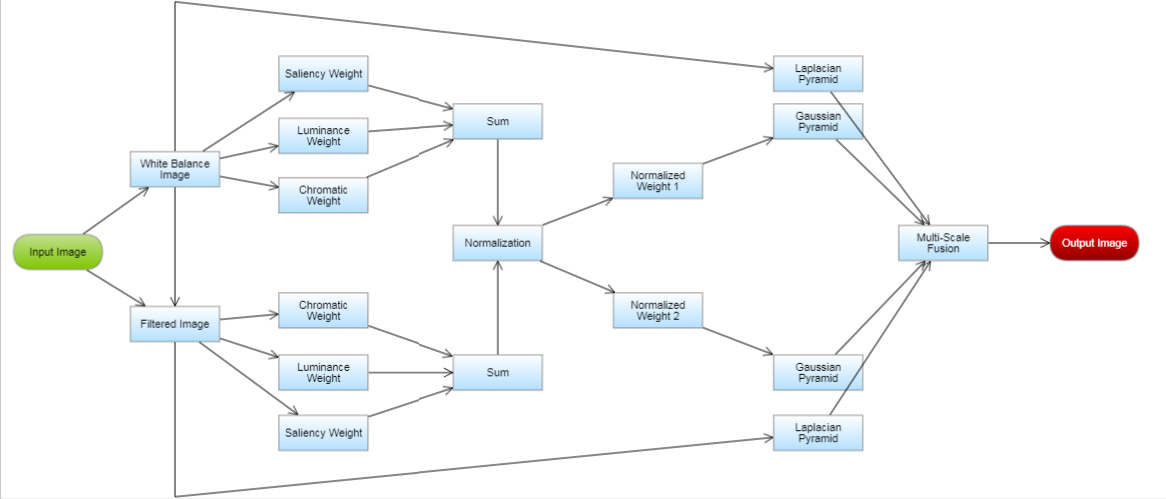 Saliency Weight
Laplacian
Pyramid
Luminance
Weight
Sum
Gaussian
Pyramid
White Balance
Image
Chromatic
Weight
Normalized
Weight 1
Input Image
Normalization
Multi-Scale
Fusion
Output Image
Filtered Image
Chromatic
Weight
Normalized
Weight 2
Luminance
Weight
Sum
Gaussian
Pyramid
Saliency Weight
Laplacian
Pyramid